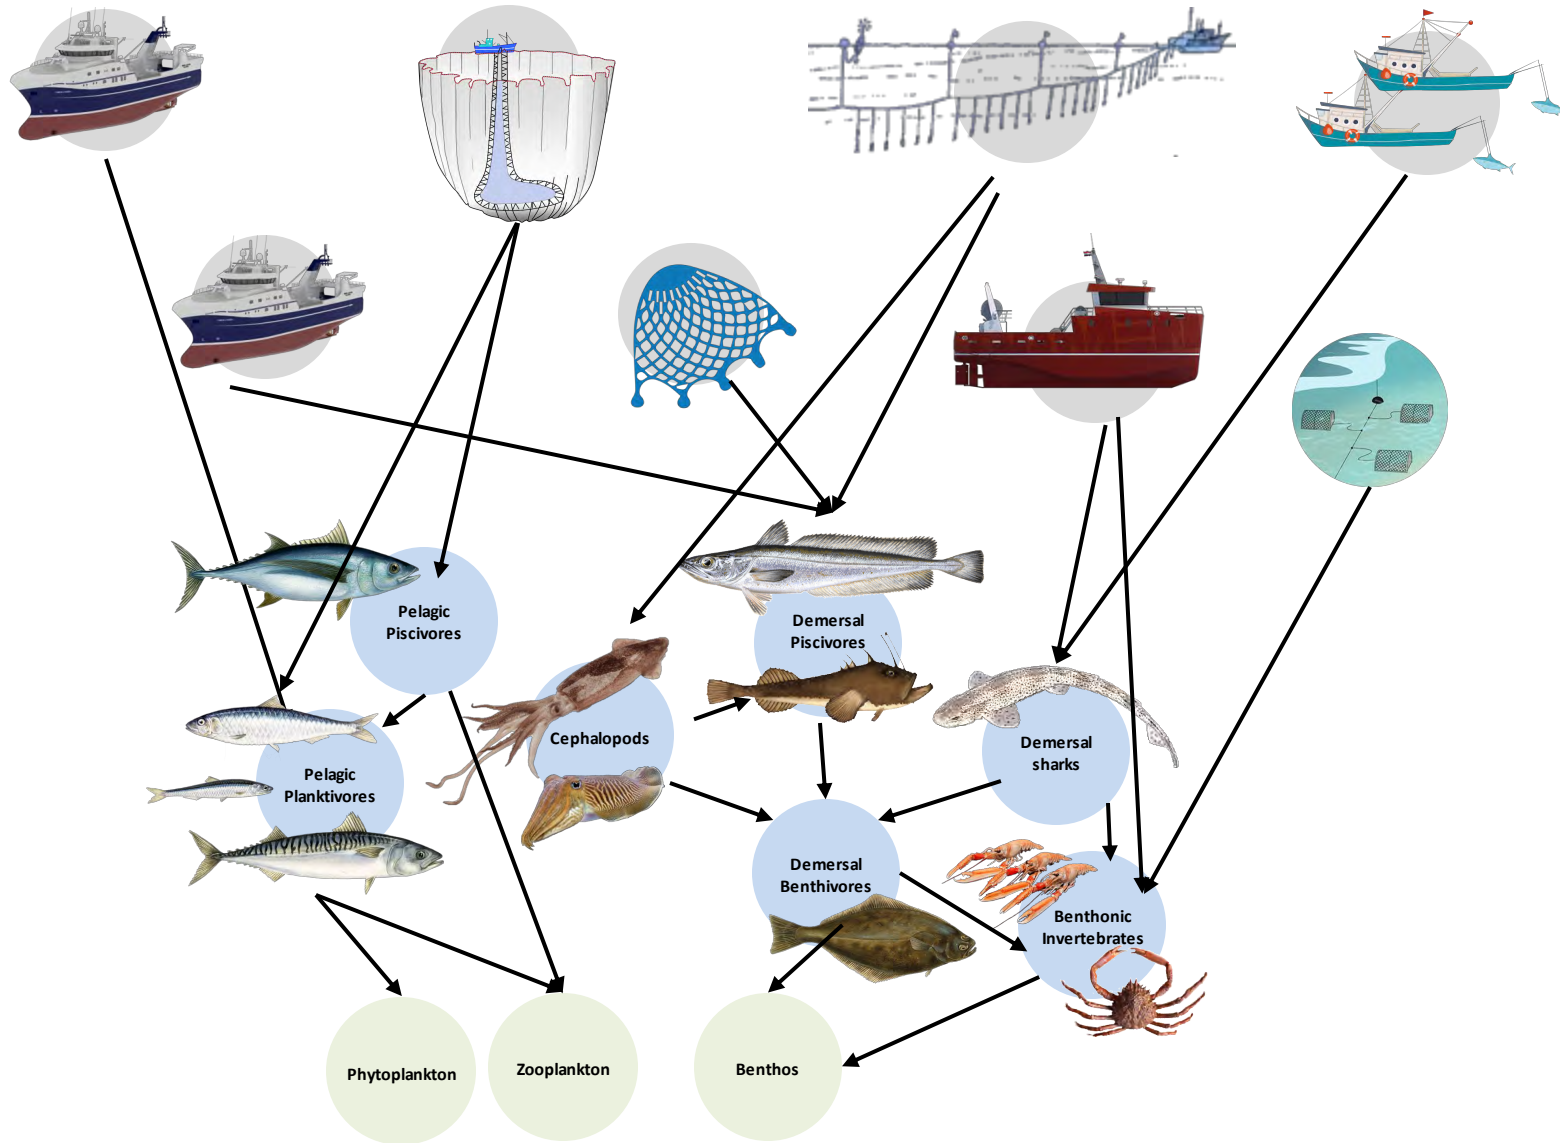 Pelagic
Piscivores
Demersal
Piscivores
Cephalopods
Demersal
sharks
Pelagic
Planktivores
Demersal
Benthivores
Benthonic
Invertebrates
Phytoplankton
Zooplankton
Benthos